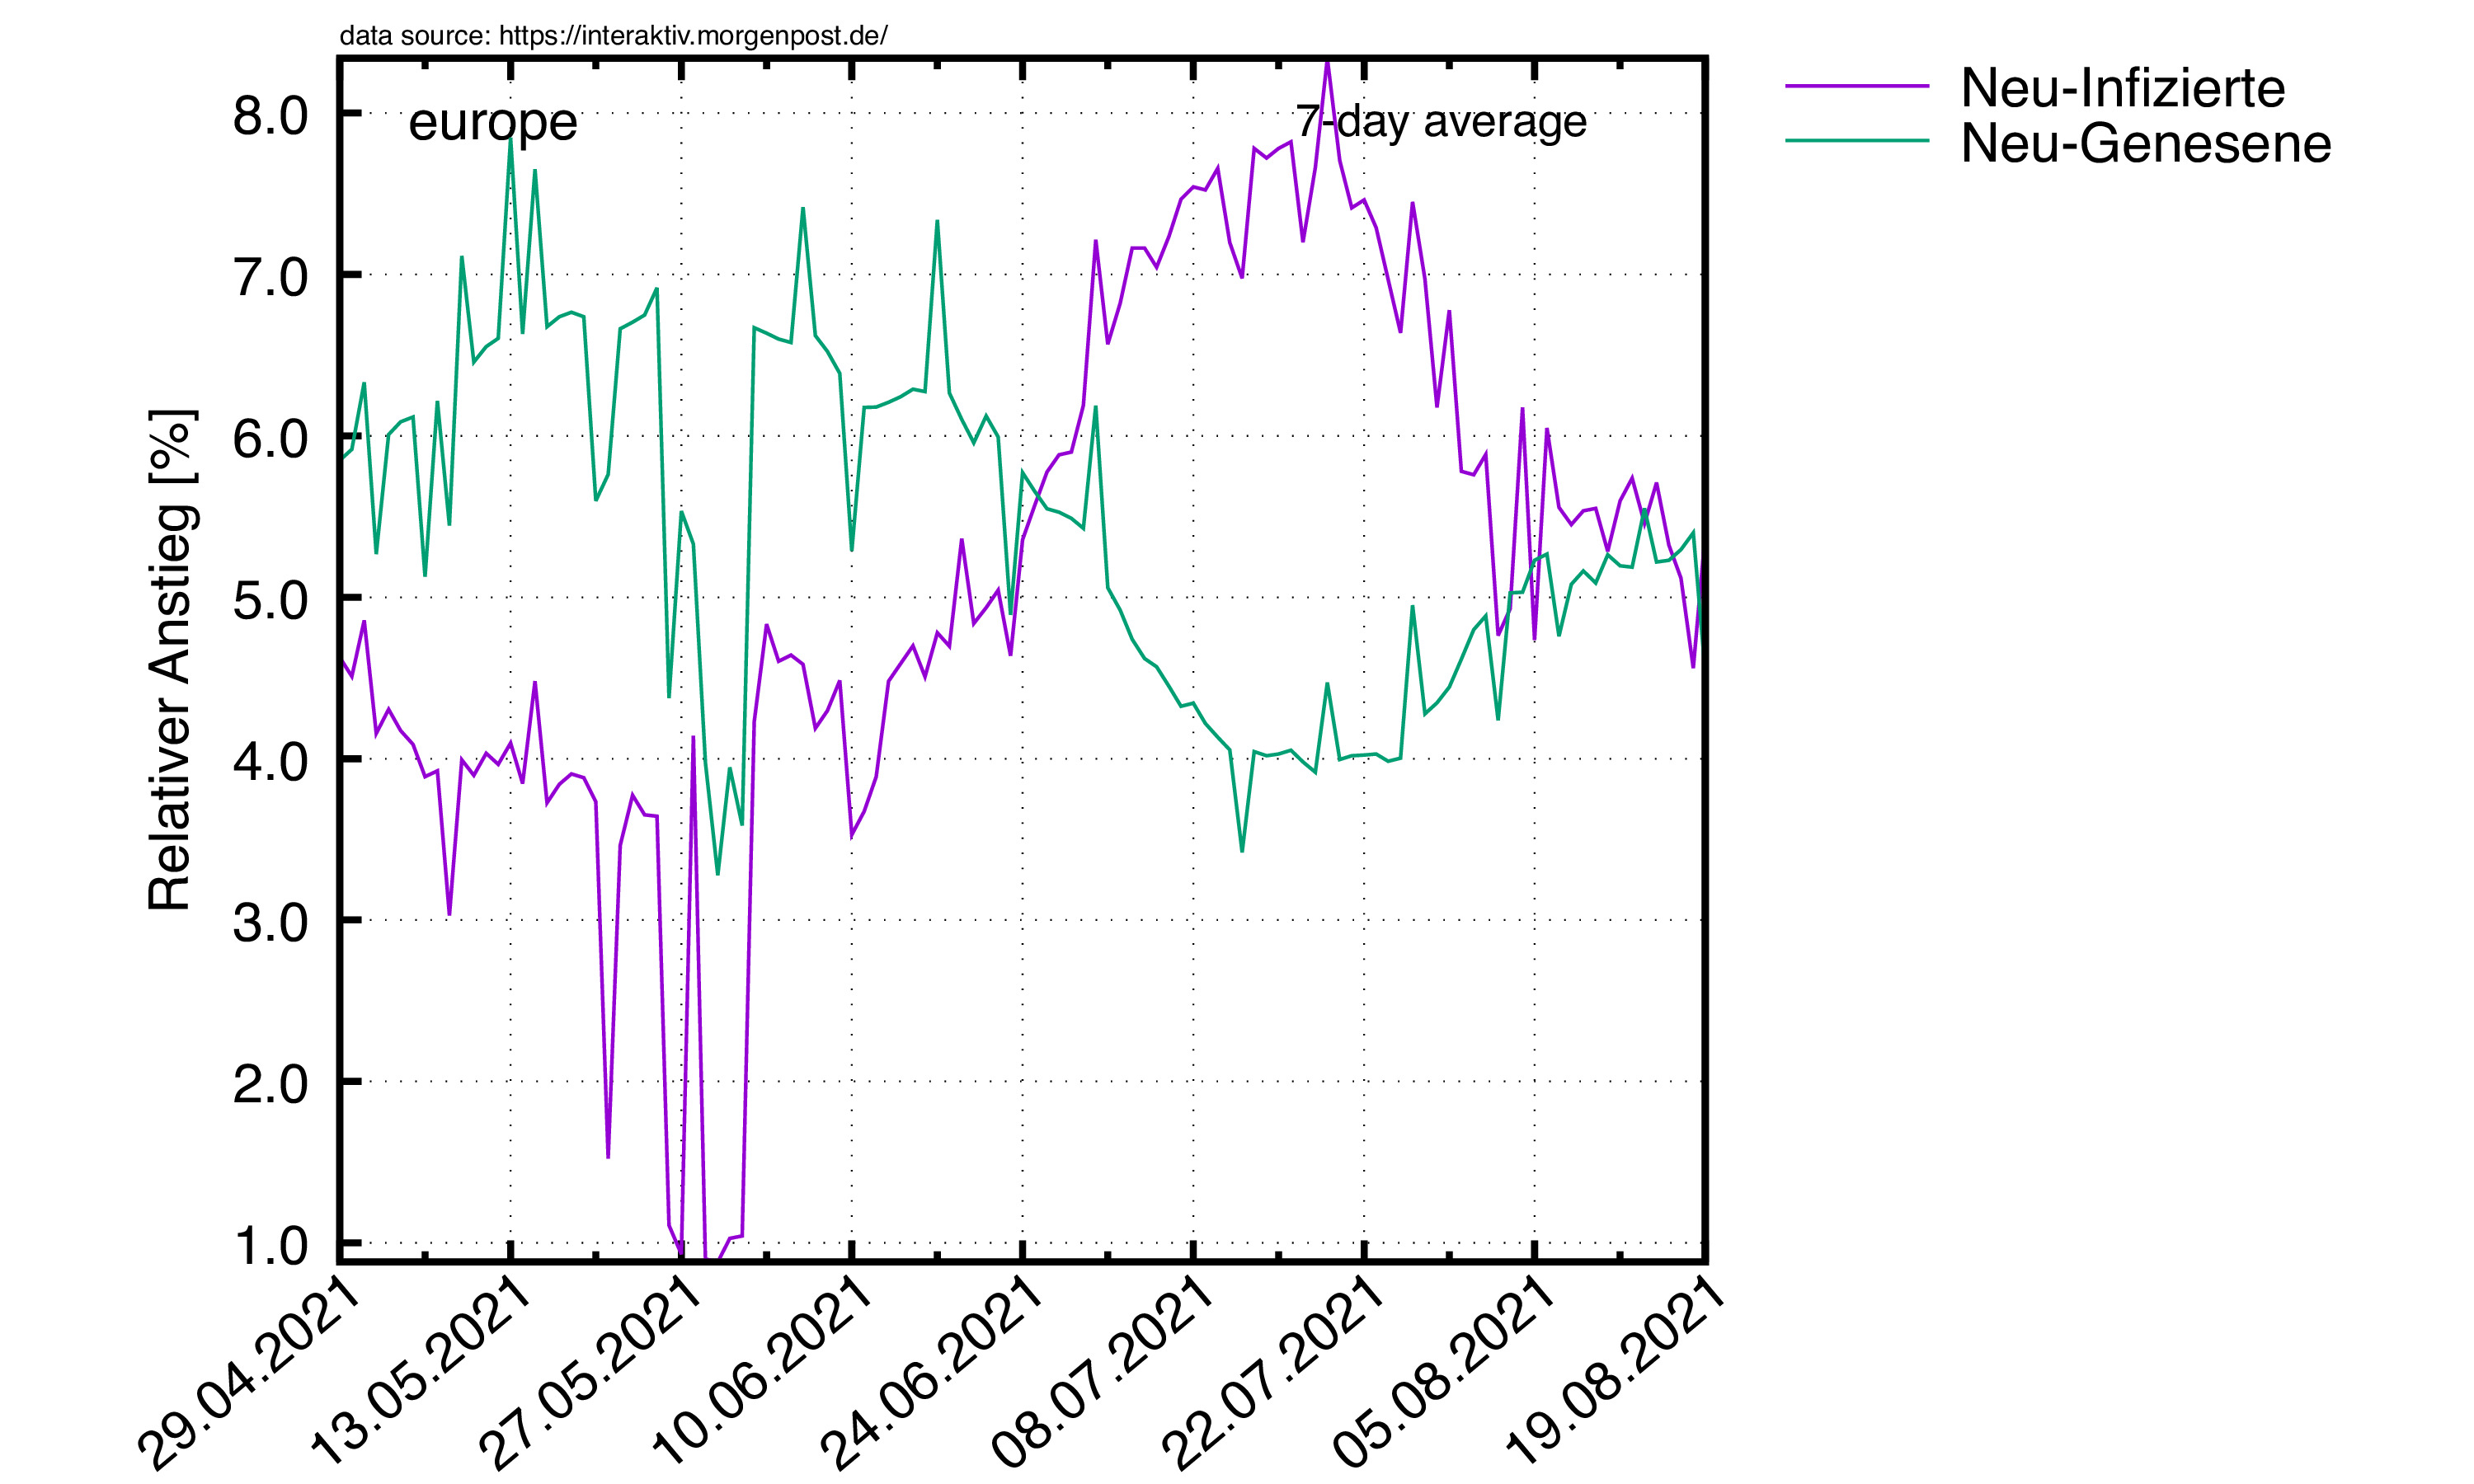 data source: https://interaktiv.morgenpost.de/
europe
7-day average
Neu-Infizierte
Neu-Genesene
Relativer Anstieg [%]
8.0
7.0
6.0
5.0
4.0
3.0
2.0
1.0
29.04.2021
13.05.2021
27.05.2021
10.06.2021
24.06.2021
08.07.2021
22.07.2021
05.08.2021
19.08.2021